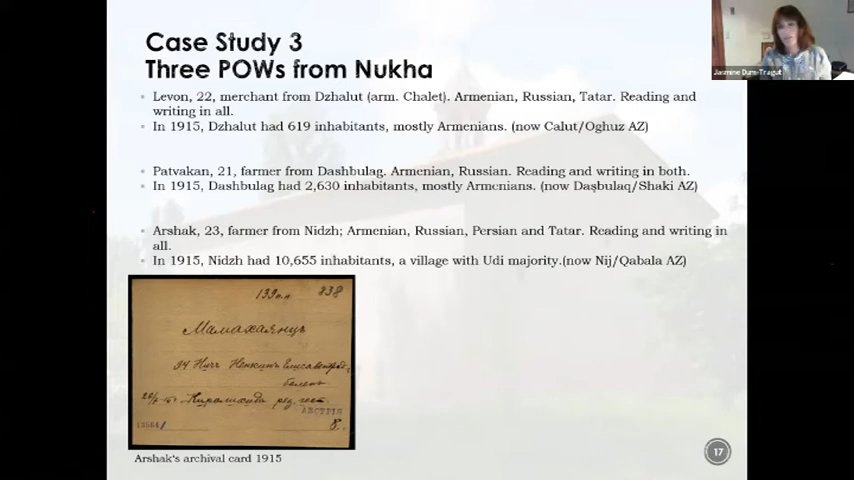 Case Study 3
Three POWs from Nukha
Levon, 22, merchant from Dzhalut (arm. Chalet). Armenian, Russian, Tatar. Reading and
writing in all.
In 1915, Dzhalut had 619 inhabitants, mostly Armenians. (now Calut/Oghuz AZ)
Patvakan, 21, farmer from Dashbulag. Armenian, Russian. Reading and writing in both.
In 1915, Dashbulag had 2,630 inhabitants, mostly Armenians. (now Daşbulaq/Shaki AZ)
Arshak, 23, farmer from Nidzh; Armenian, Russian, Persian and Tatar. Reading and writing in
all.
In 1915, Nidzh had 10,655 inhabitants, a village with Udi majority.(now Nij/Qabala AZ)
838
Мамахаянцъ
АВСТРІЯ
Arshak's archival card 1915
17
Jasmine Dum-Tragut